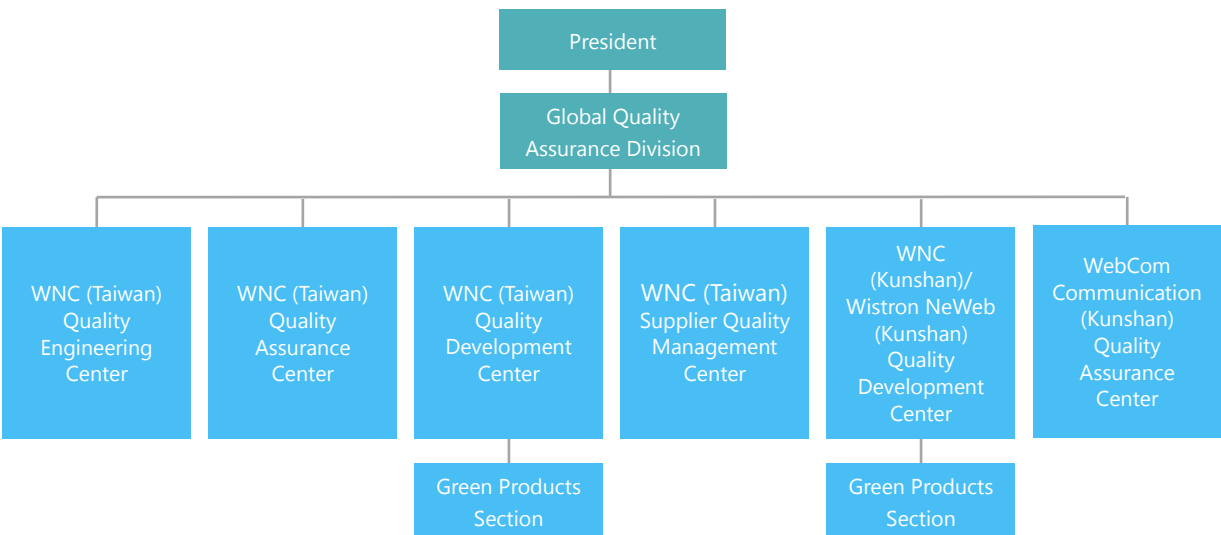 President
Global Quality
Assurance Division
WNC (Taiwan)
Quality
Engineering
Center
WNC (Taiwan)
Quality
Assurance
Center
WNC (Taiwan)
Quality
Development
Center
WNC (Taiwan)
Supplier Quality
Management
Center
WNC
(Kunshan)/
Wistron NeWeb
(Kunshan)
Quality
Development
Center
WebCom
Communication
(Kunshan)
Quality
Assurance
Center
Green Products
Section
Green Products
Section